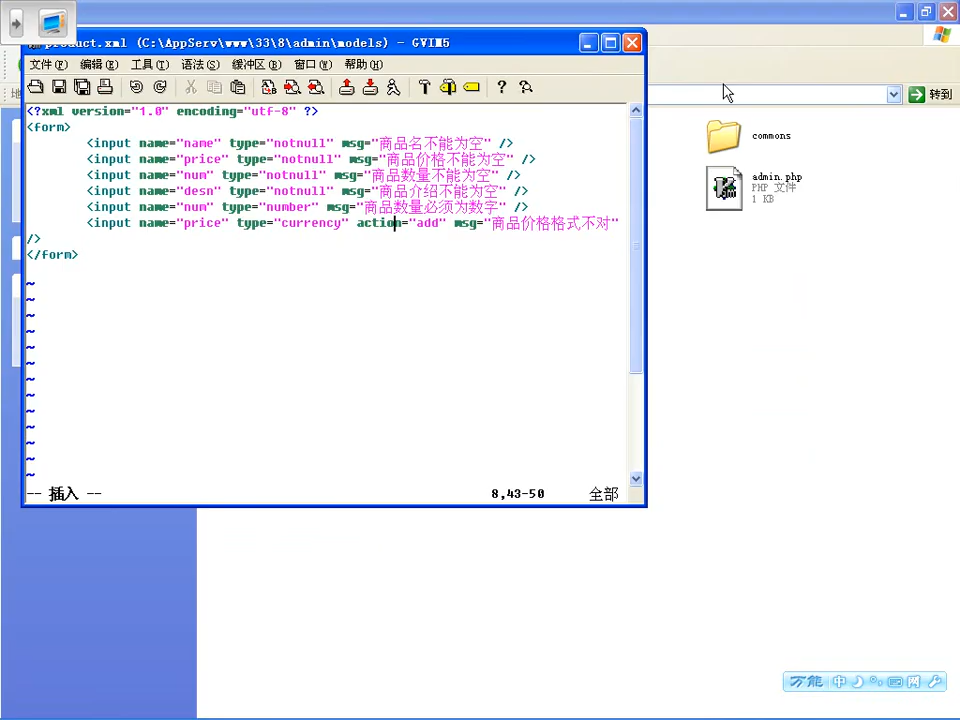 product.xml (C:\AppServ\www\33\8\admin\models) - GVIM5
文件(F) 编辑(E) 工具(T) 语法(S) 缓冲区(B) 窗口(W) 帮助(H)
转到
<?xml version="1.0" encoding="utf-8" ?>
<form>
<input name="name" type="notnull" msg="商品名不能为空" />
<input name="price" type="notnull" msg="商品价格不能为空" />
<input name="num" type="notnull" msg="商品数量不能为空" />
<input name="desn" type="notnull" msg="商品介绍不能为空" />
<input name="num" type="number" msg="商品数量必须为数字" />
<input name="price" type="currency" action="add" msg="商品价格格式不对"
/>
</form>
~
~
~
~
~
~
~
~
~
~
~
~
~
-- 插入 --
8,43-50
全部
commons
admin.php
PHP 文件
1 KB
万能 中 网